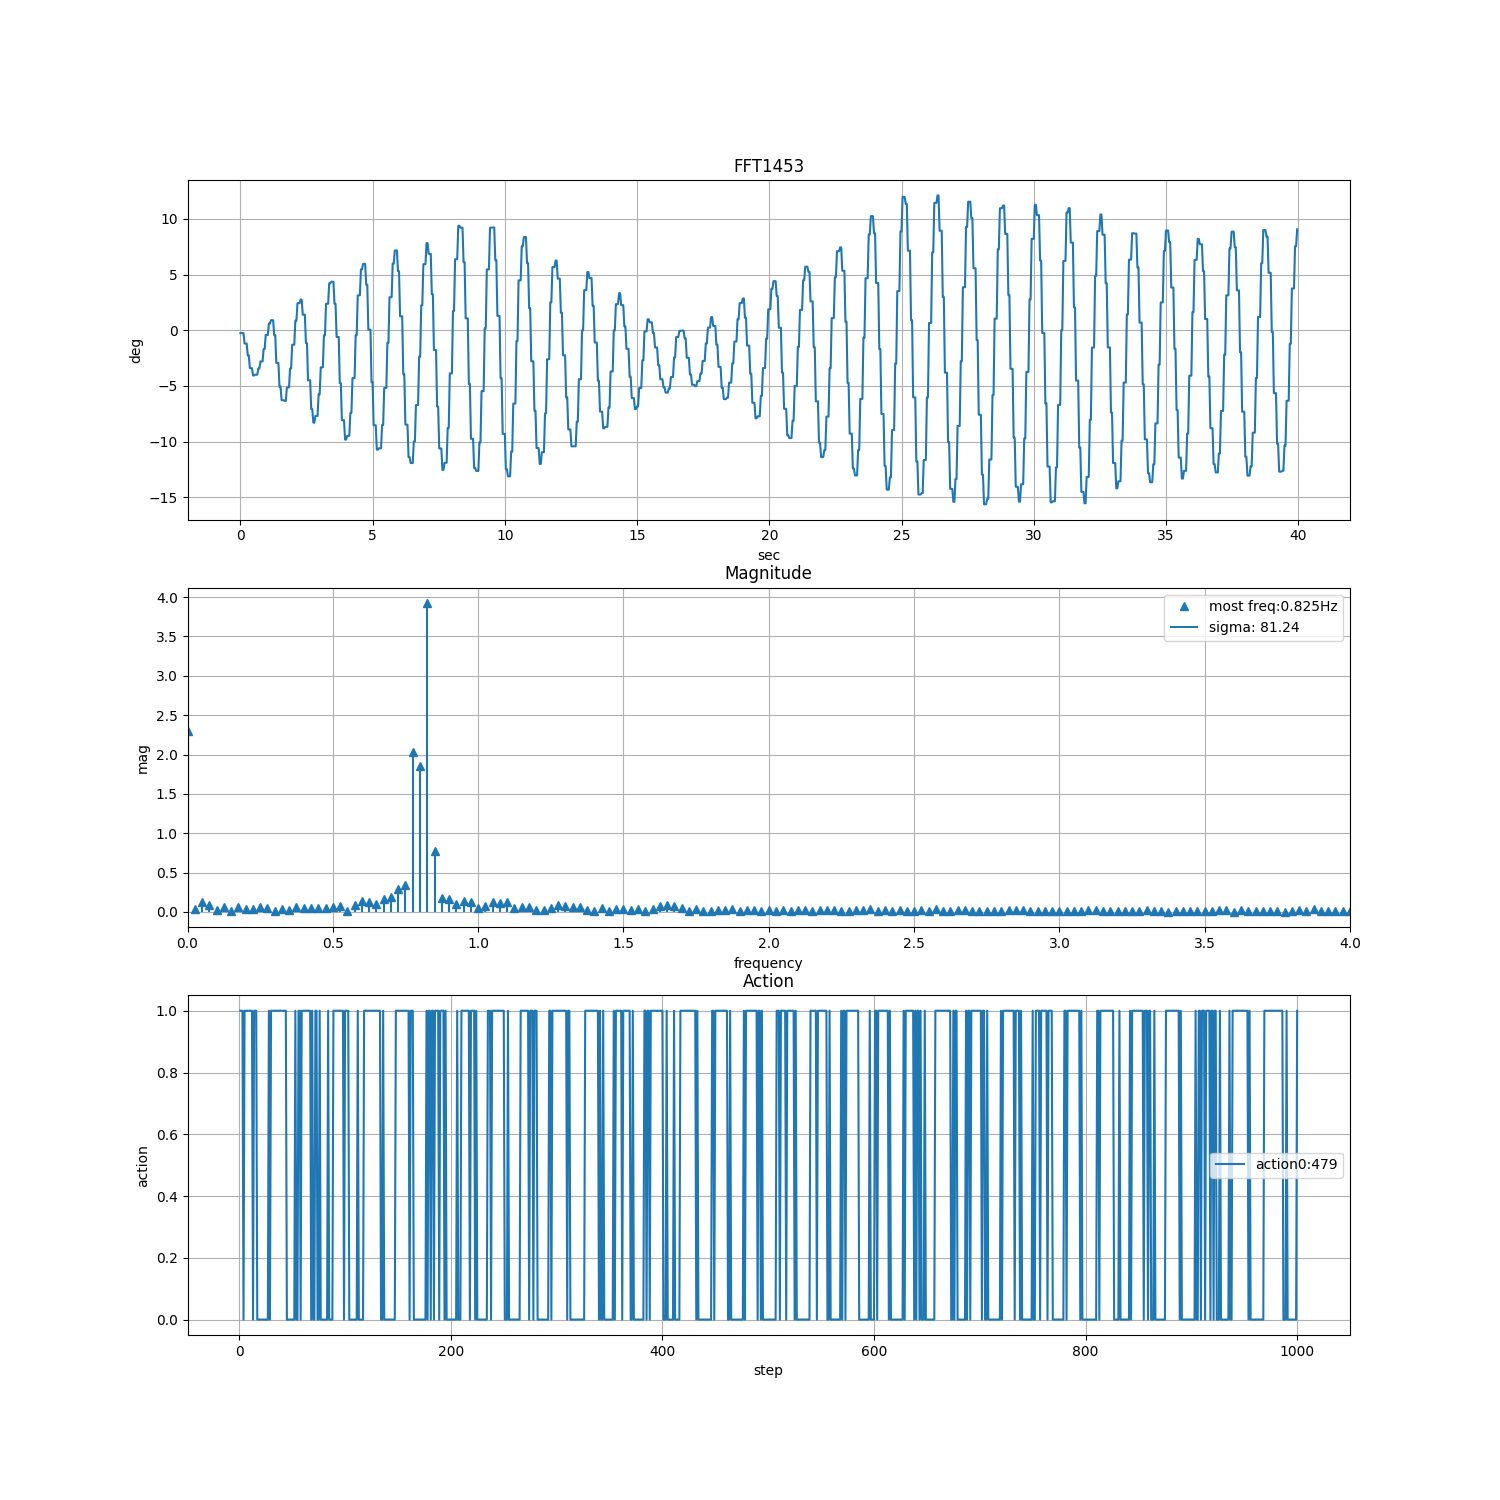 FFT1453
10
5
0
−5
−10
−15
deg
0 5 10 15 20 25 30 35 40
sec
Magnitude
4.0
3.5
3.0
2.5
2.0
1.5
1.0
0.5
0.0
mag
most freq:0.825Hz
sigma: 81.24
0.0 0.5 1.0 1.5 2.0 2.5 3.0 3.5 4.0
frequency
Action
1.0
0.8
0.6
0.4
0.2
0.0
action
action0:479
0 200 400 600 800 1000
step